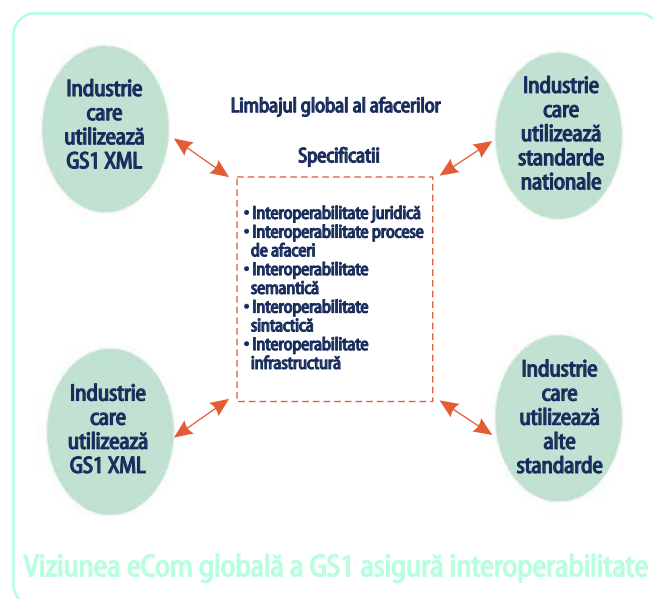 Industrie
care
utilizează
GS1 XML
Limbajul global al afacerilor
Specificatii
Industrie
care
utilizează
standarde
nationale
• Interoperabilitate juridică
• Interoperabilitate procese
de afaceri
• Interoperabilitate
semantică
• Interoperabilitate
sintactică
• Interoperabilitate
infrastructură
Industrie
care
utilizează
GS1 XML
Industrie
care
utilizează
alte
standarde
Viziunea eCom globală a GS1 asigură interoperabilitate